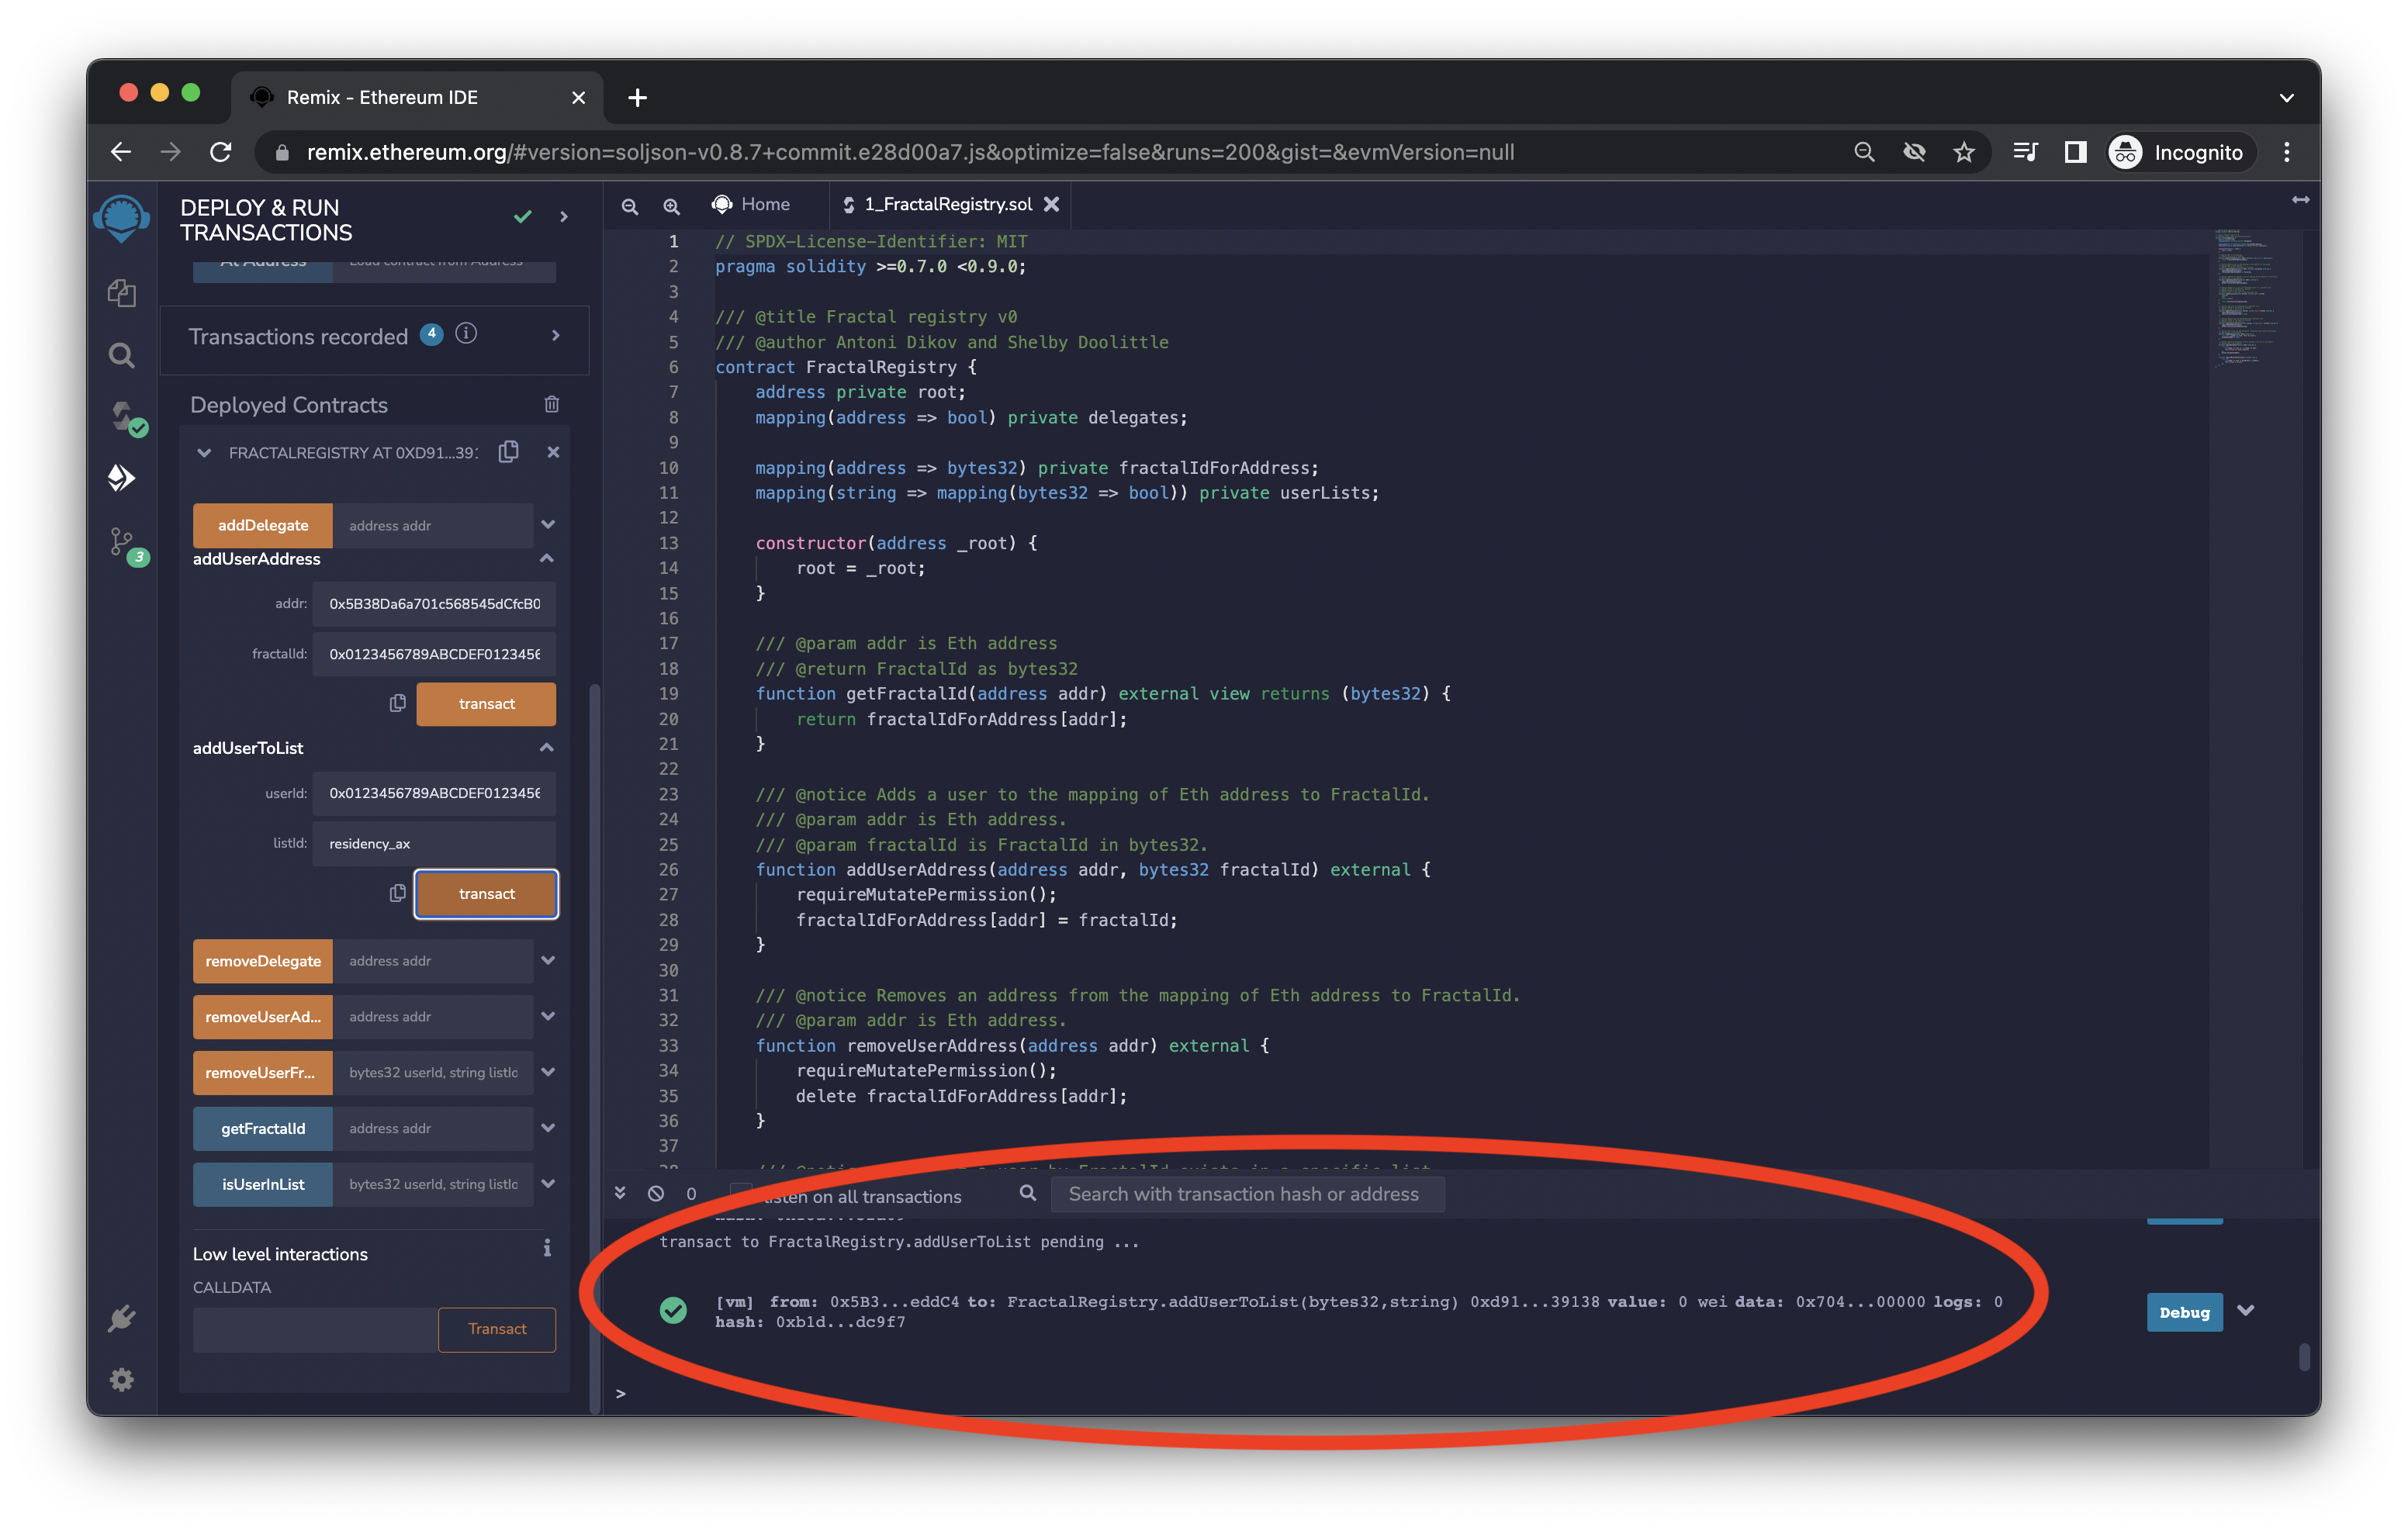 Remix - Ethereum IDE
remix.ethereum.org/#version=soljson-v0.8.7+commit.e28d00a7.js&optimize=false&runs=200&gist=&evmVersion=null
Incognito
DEPLOY & RUN
TRANSACTIONS
At Address
Load contract from Address
Transactions recorded 4
Deployed Contracts
FRACTALREGISTRY AT 0XD91...39
addDelegate
address addr
addUserAddress
addr:
0x5B38Da6a701c568545dCfcB0
fractalId:
0x0123456789ABCDEF0123456
transact
addUserToList
userId:
0x0123456789ABCDEF0123456
listId:
residency_ax
transact
removeDelegate
address addr
removeUserAd...
address addr
removeUserFr...
bytes32 userId, string listIc
getFractalId
address addr
isUserInList
bytes32 userId, string listIc
Low level interactions
CALLDATA
Transact
3
Home
1_FractalRegistry.sol
1 // SPDX-License-Identifier: MIT
2 pragma solidity >=0.7.0 <0.9.0;
3
4 /// @title Fractal registry v0
5 /// @author Antoni Dikov and Shelby Doolittle
6 contract FractalRegistry {
7 address private root;
8 mapping(address => bool) private delegates;
9
10 mapping(address => bytes32) private fractalIdForAddress;
11 mapping(string => mapping(bytes32 => bool)) private userLists;
12
13 constructor(address _root) {
14 root = _root;
15 }
16
17 /// @param addr is Eth address
18 /// @return FractalId as bytes32
19 function getFractalId(address addr) external view returns (bytes32) {
20 return fractalIdForAddress[addr];
21 }
22
23 /// @notice Adds a user to the mapping of Eth address to FractalId.
24 /// @param addr is Eth address.
25 /// @param fractalId is FractalId in bytes32.
26 function addUserAddress(address addr, bytes32 fractalId) external {
27 requireMutatePermission();
28 fractalIdForAddress[addr] = fractalId;
29 }
30
31 /// @notice Removes an address from the mapping of Eth address to FractalId.
32 /// @param addr is Eth address.
33 function removeUserAddress(address addr) external {
34 requireMutatePermission();
35 delete fractalIdForAddress[addr];
36 }
37
0
listen on all transactions
Search with transaction hash or address
transact to FractalRegistry.addUserToList pending ...
[vm] from: 0x5B3...eddC4 to: FractalRegistry.addUserToList(bytes32,string) 0xd91...39138 value: 0 wei data: 0x704...00000 logs: 0
hash: 0xb1d...dc9f7
Debug
>